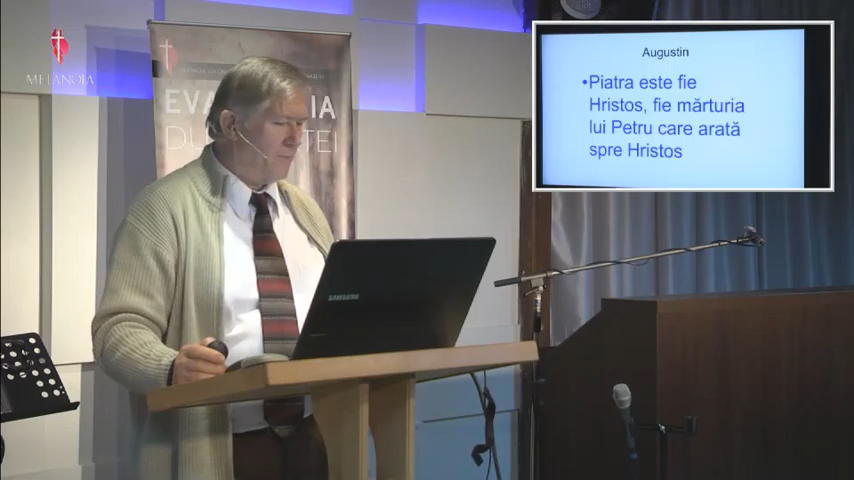 METANOIA
EVA IA
DU TEI
Augustin
•Piatra este fie
Hristos, fie mărturia
lui Petru care arată
spre Hristos
SAMSUNG